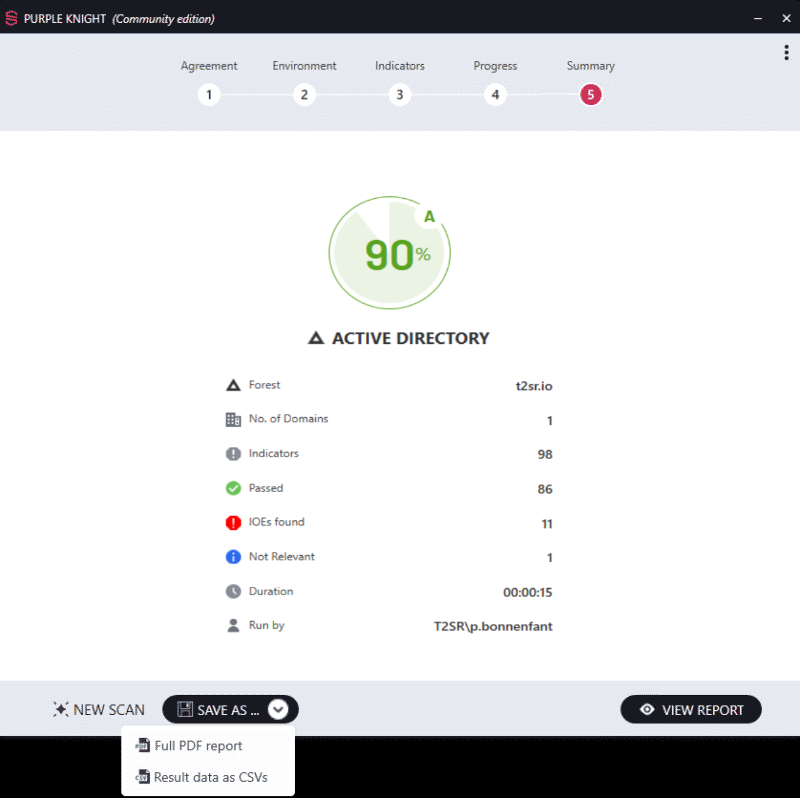 PURPLE KNIGHT (Community edition)
Agreement Environment Indicators Progress Summary
1 2 3 4 5
A
90%
ACTIVE DIRECTORY
Forest t2sr.io
No. of Domains 1
Indicators 98
Passed 86
IOEs found 11
Not Relevant 1
Duration 00:00:15
Run by T2SR\p.bonnenfant
NEW SCAN SAVE AS ... VIEW REPORT
PDF Full PDF report
CSV Result data as CSVs